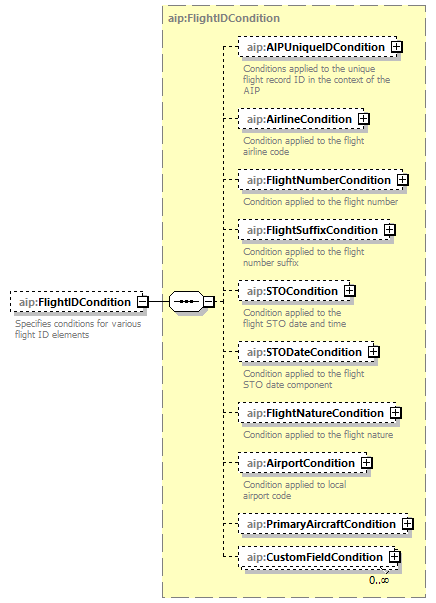 aip:FlightIDCondition
aip:AIPUniqueIDCondition
Conditions applied to the unique
flight record ID in the context of the
AIP
aip:AirlineCondition
Condition applied to the flight
airline code
aip:FlightNumberCondition
Condition applied to the flight number
aip:FlightSuffixCondition
Condition applied to the flight
number suffix
aip:FlightIDCondition
Specifies conditions for various
flight ID elements
aip:STOCondition
Condition applied to the
flight STO date and time
aip:STODateCondition
Condition applied to the flight
STO date component
aip:FlightNatureCondition
Condition applied to the flight nature
aip:AirportCondition
Condition applied to local
airport code
aip:PrimaryAircraftCondition
aip:CustomFieldCondition
0..∞